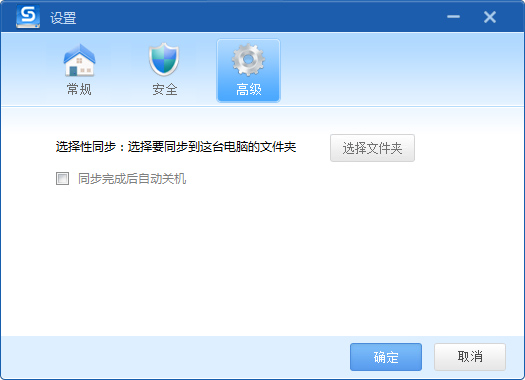 设置
常规
安全
高级
选择性同步：选择要同步到这台电脑的文件夹
选择文件夹
同步完成后自动关机
确定
取消